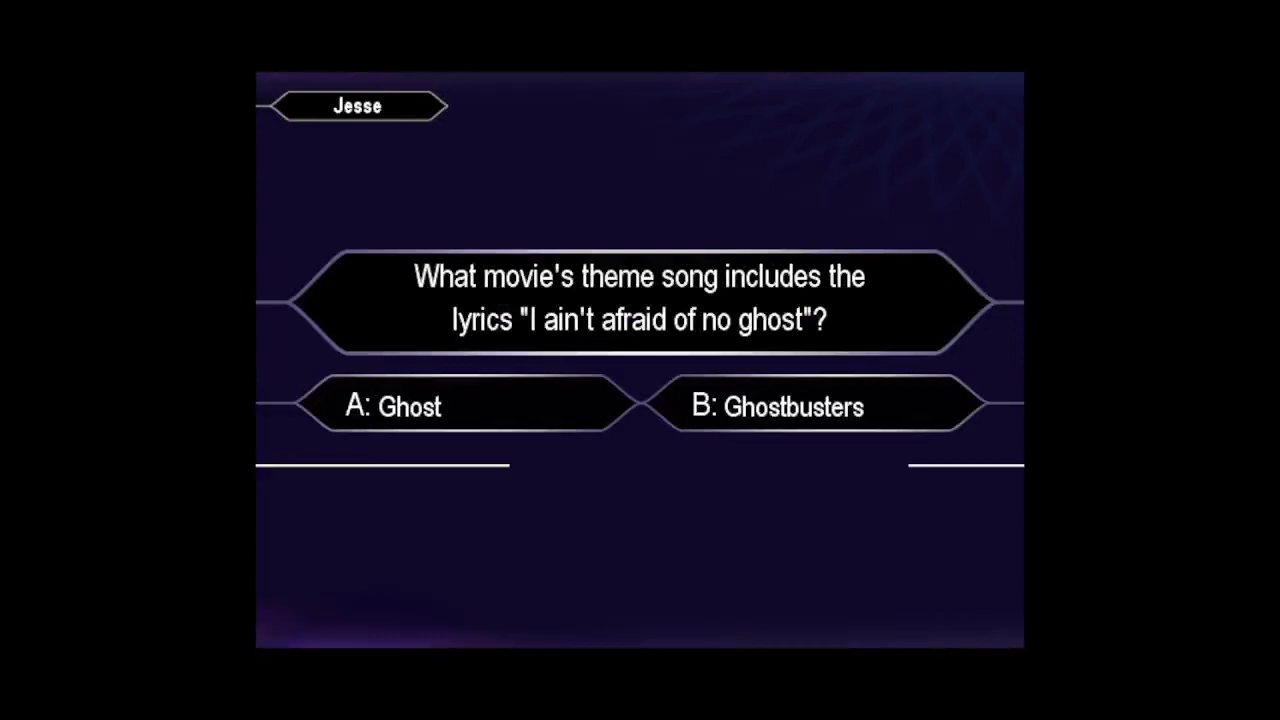 Jesse
What movie's theme song includes the
lyrics "I ain't afraid of no ghost"?
A: Ghost
B: Ghostbusters